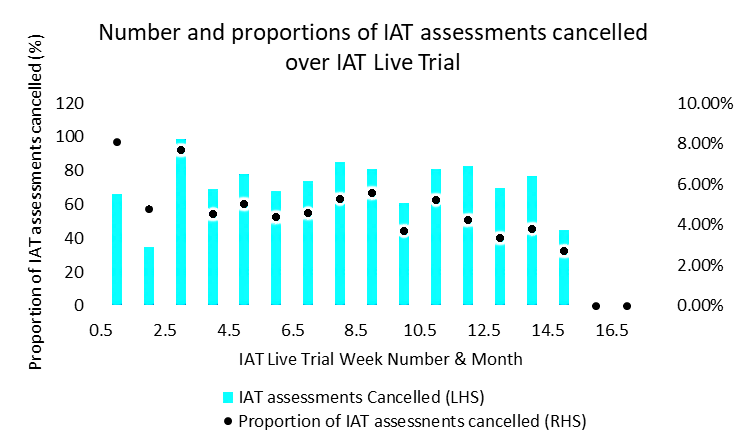 Number and proportions of IAT assessments cancelled
over IAT Live Trial
Proportion of IAT assessments cancelled (%)
120
100
80
60
40
20
0
10.00%
8.00%
6.00%
4.00%
2.00%
0.00%
0.5 2.5 4.5 6.5 8.5 10.5 12.5 14.5 16.5
IAT Live Trial Week Number & Month
IAT assessments Cancelled (LHS)
Proportion of IAT assessnents cancelled (RHS)